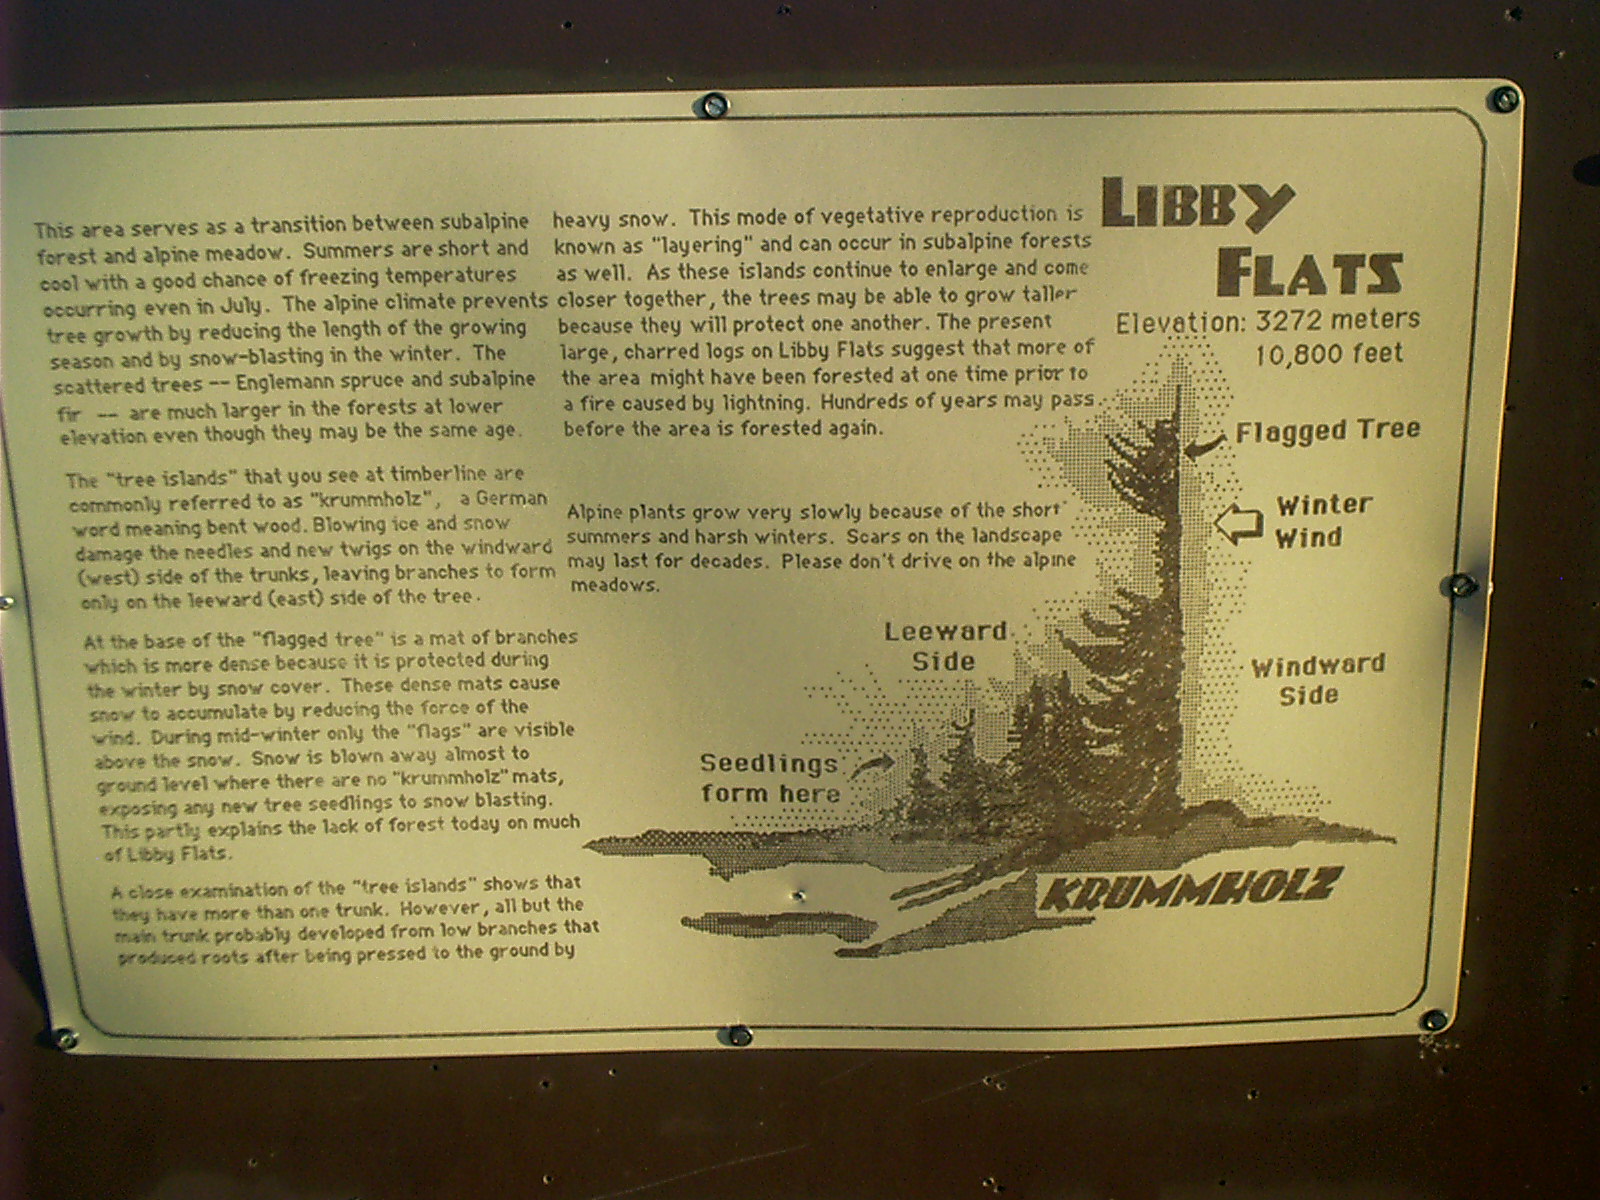 This area serves as a transition between subalpine
forest and alpine meadow. Summers are short and
cool with a good chance of freezing temperatures
occurring even in July. The alpine climate prevents
tree growth by reducing the length of the growing
season and by snow-blasting in the winter. The
scattered trees -- Englemann spruce and subalpine
fir -- are much larger in the forests at lower
elevation even though they may be the same age.
The "tree islands" that you see at timberline are
commonly referred to as "krummholz", a German
word meaning bent wood. Blowing ice and snow
damage the needles and new twigs on the windward
(west) side of the trunks, leaving branches to form
only on the leeward (east) side of the tree.
At the base of the "flagged tree" is a mat of branches
which is more dense because it is protected during
the winter by snow cover. These dense mats cause
snow to accumulate by reducing the force of the
wind. During mid-winter only the "flags" are visible
above the snow. Snow is blown away almost to
ground level where there are no "krummholz" mats,
exposing any new tree seedlings to snow blasting.
This partly explains the lack of forest today on much
of Libby Flats.
A close examination of the "tree islands" shows that
they have more than one trunk. However, all but the
main trunk probably developed from low branches that
produced roots after being pressed to the ground by
heavy snow. This mode of vegetative reproduction is
known as "layering" and can occur in subalpine forests
as well. As these islands continue to enlarge and come
closer together, the trees may be able to grow taller
because they will protect one another. The present
large, charred logs on Libby Flats suggest that more of
the area might have been forested at one time prior to
a fire caused by lightning. Hundreds of years may pass
before the area is forested again.
Alpine plants grow very slowly because of the short
summers and harsh winters. Scars on the landscape
may last for decades. Please don't drive on the alpine
meadows.
LIBBY
FLATS
Elevation: 3272 meters
10,800 feet
Flagged Tree
Winter
Wind
Leeward
Side
Windward
Side
Seedlings
form here
KRUMMHOLZ